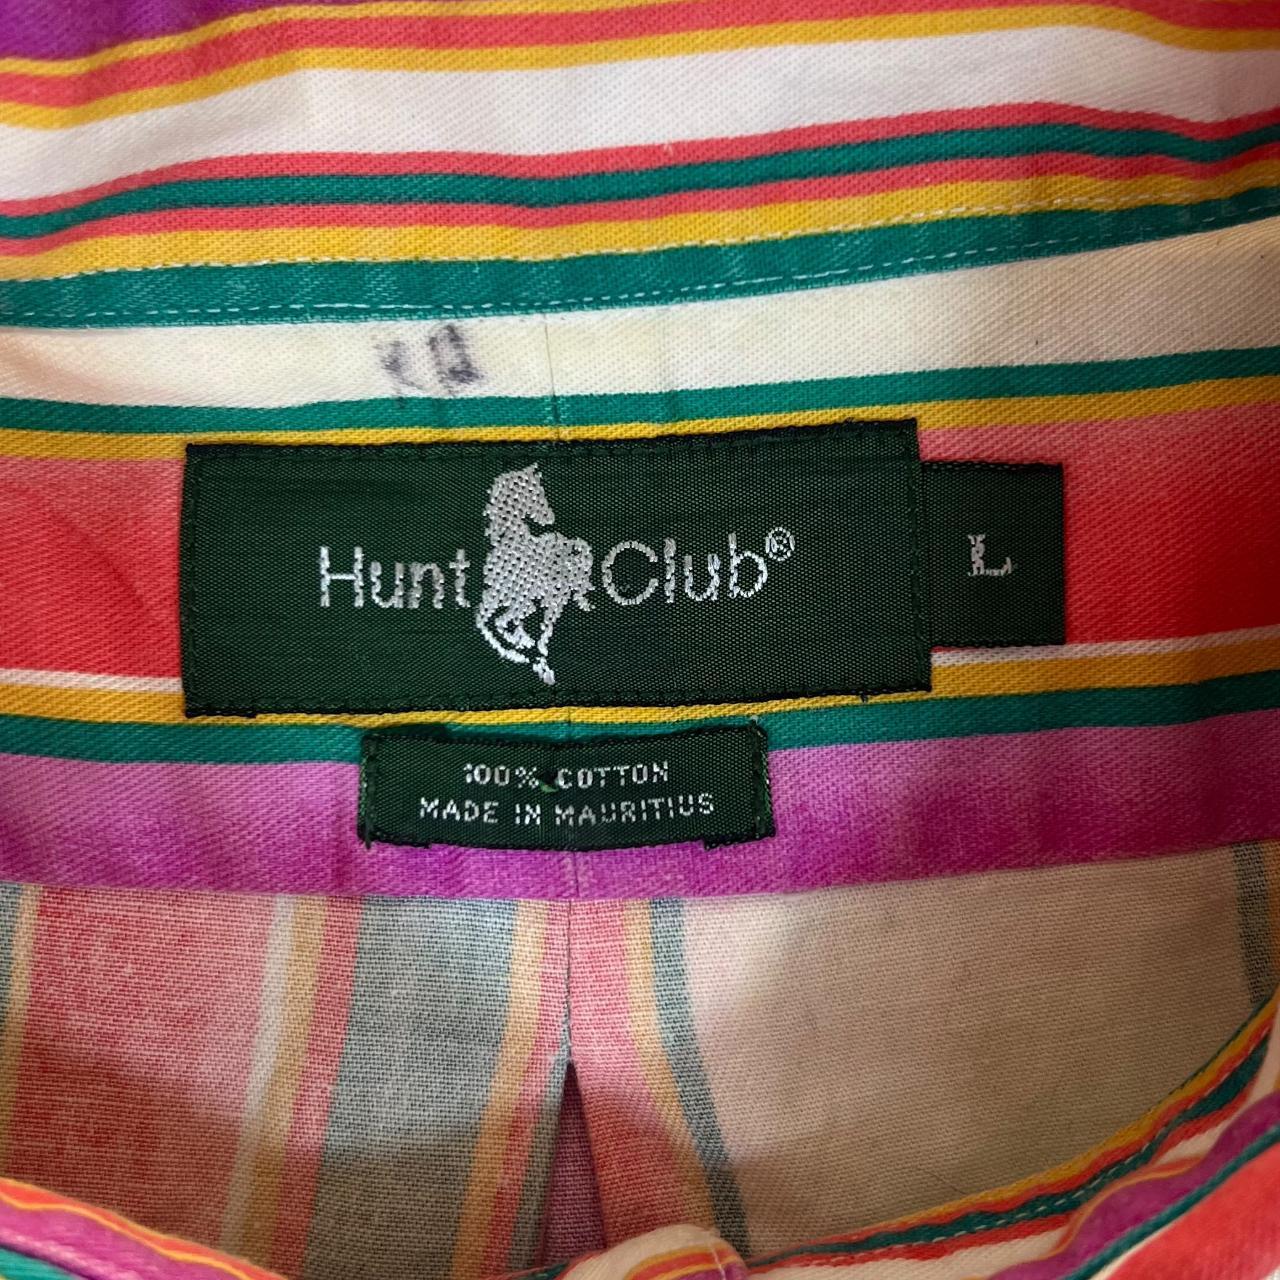 Hunt Club®
L
100% COTTON
MADE IN MAURITIUS